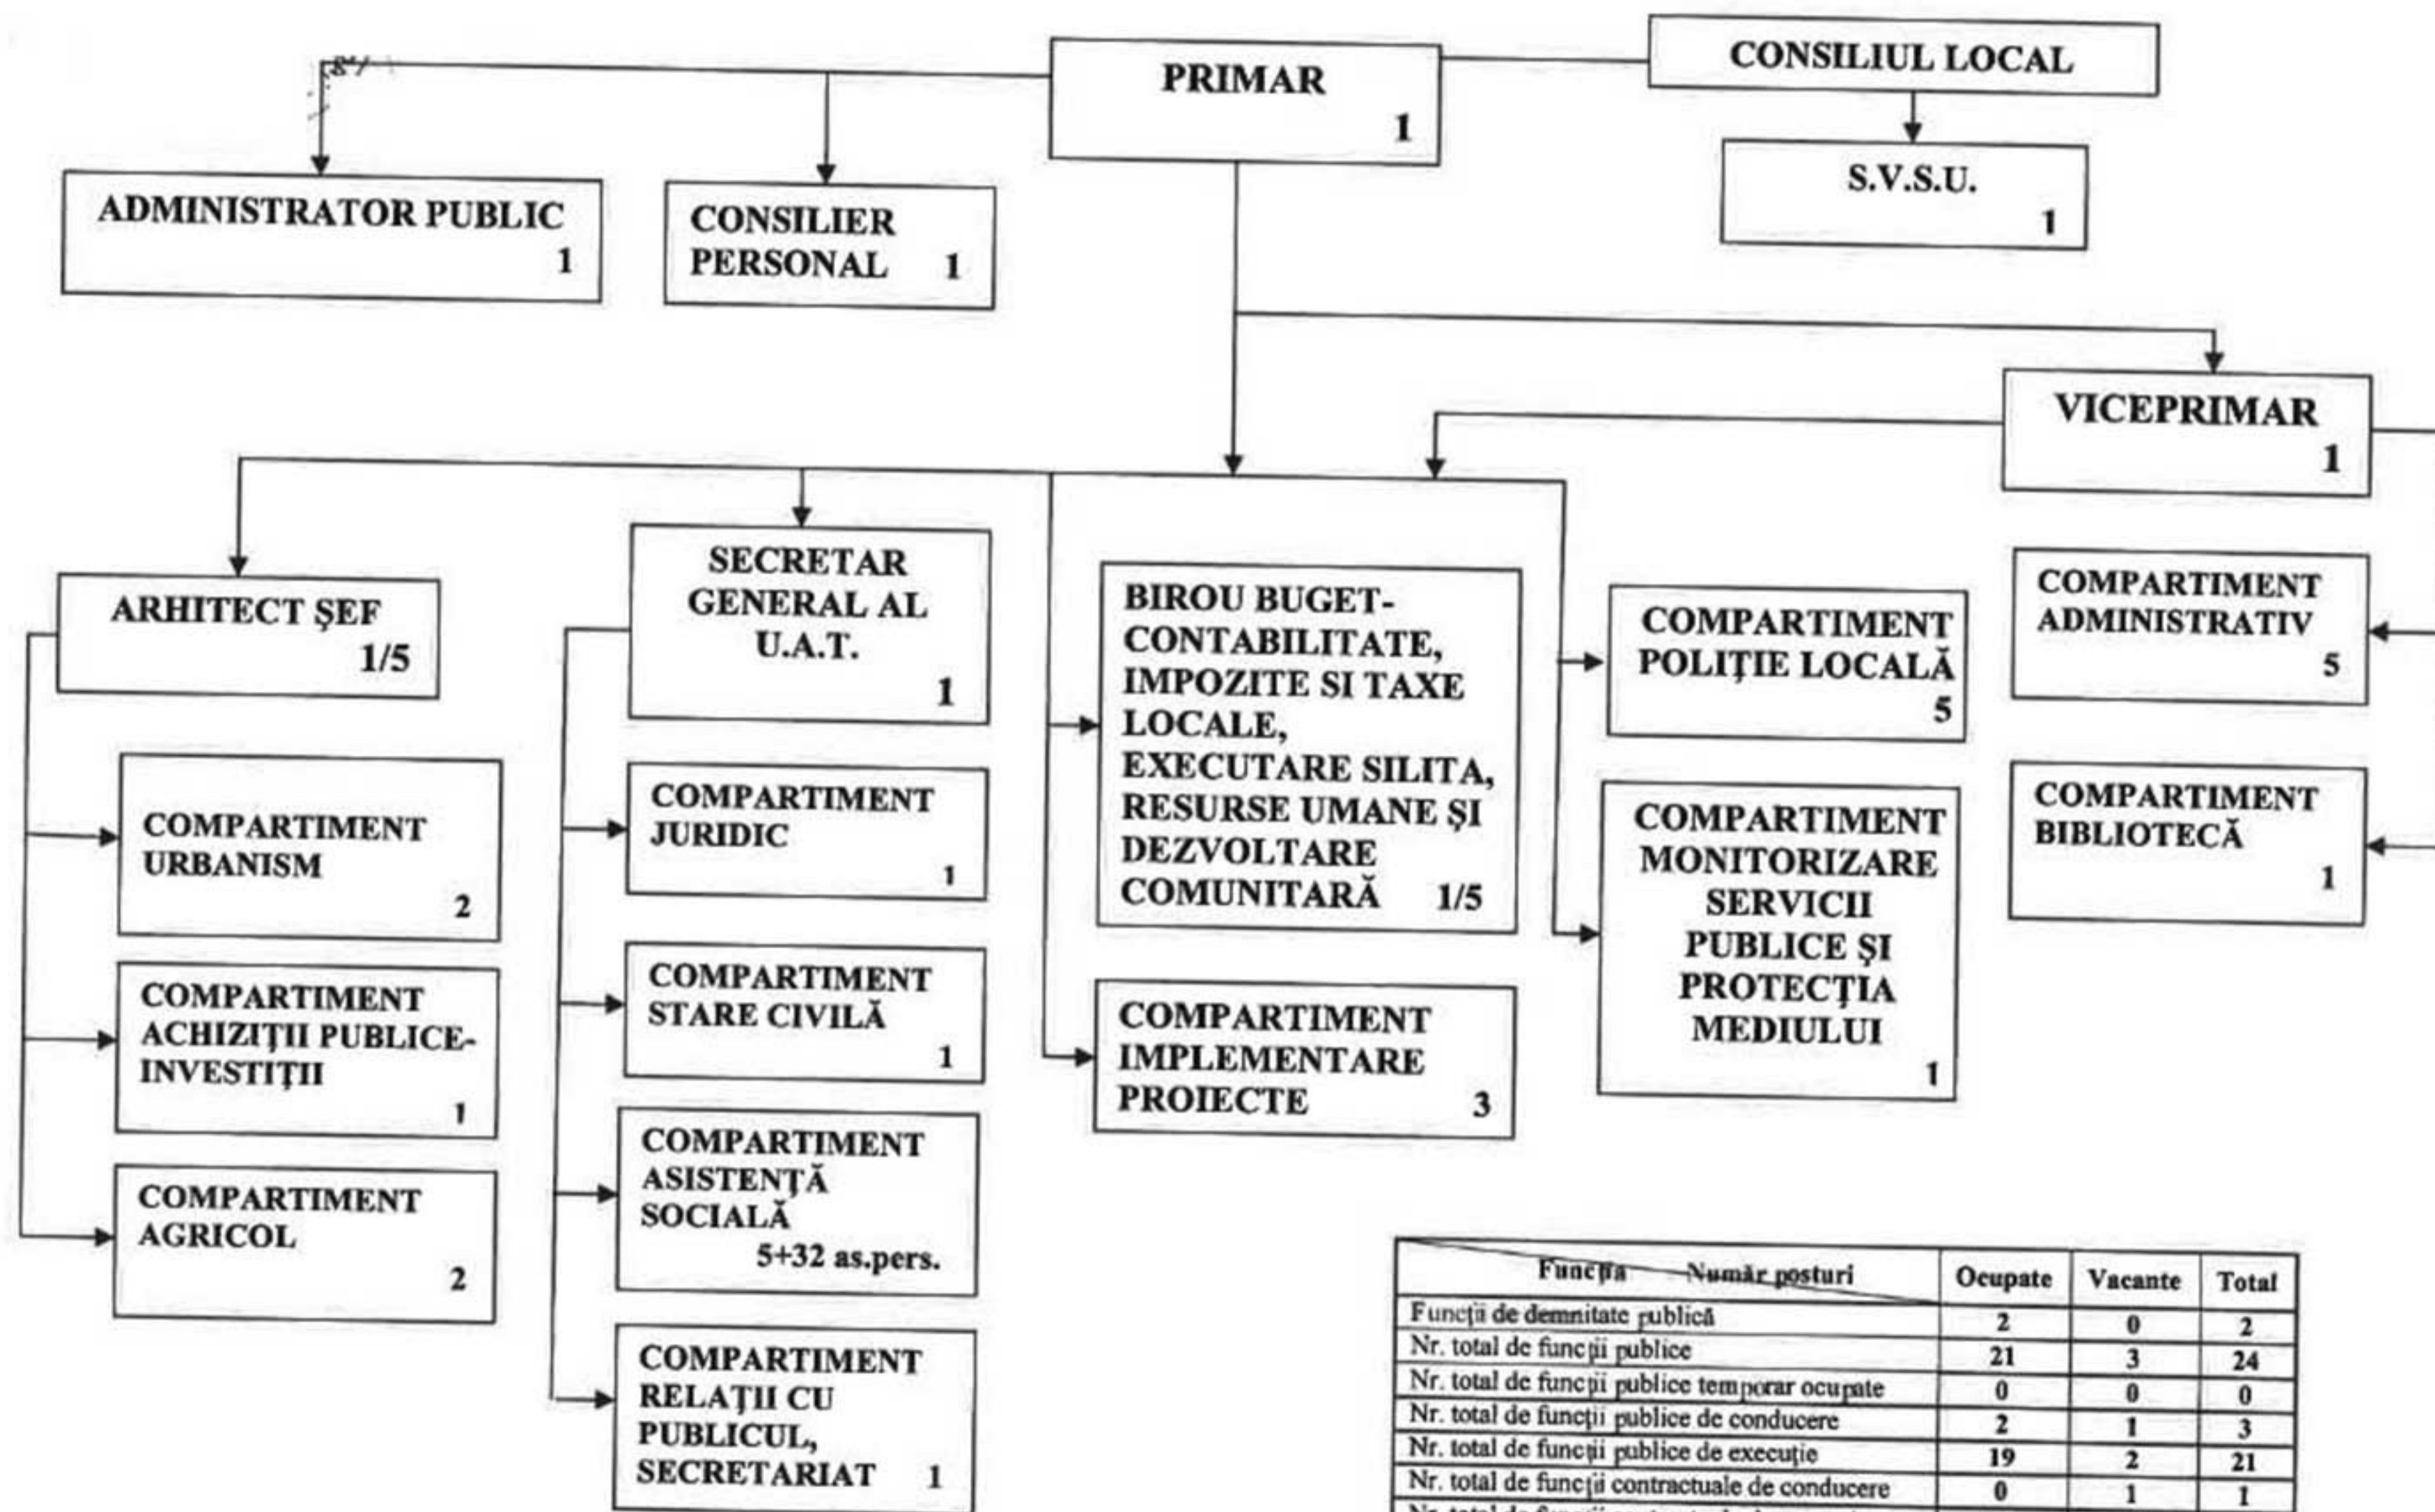 CONSILIUL LOCAL
PRIMAR
1
S.V.S.U.
1
ADMINISTRATOR PUBLIC
1
CONSILIER
PERSONAL 1
VICEPRIMAR
1
ARHITECT ŞEF
1/5
COMPARTIMENT
URBANISM
2
COMPARTIMENT
ACHIZIŢII PUBLICE-
INVESTIŢII
1
COMPARTIMENT
AGRICOL
2
SECRETAR
GENERAL AL
U.A.T.
1
COMPARTIMENT
JURIDIC
1
COMPARTIMENT
STARE CIVILĂ
1
COMPARTIMENT
ASISTENŢĂ
SOCIALĂ
5+32 as.pers.
COMPARTIMENT
RELAŢII CU
PUBLICUL,
SECRETARIAT 1
BIROU BUGET-
CONTABILITATE,
IMPOZITE SI TAXE
LOCALE,
EXECUTARE SILITA,
RESURSE UMANE ŞI
DEZVOLTARE
COMUNITARĂ 1/5
COMPARTIMENT
IMPLEMENTARE
PROIECTE 3
COMPARTIMENT
POLIŢIE LOCALĂ
5
COMPARTIMENT
MONITORIZARE
SERVICII
PUBLICE ŞI
PROTECŢIA
MEDIULUI
1
COMPARTIMENT
ADMINISTRATIV
5
COMPARTIMENT
BIBLIOTECĂ
1
Funcţia Număr posturi Ocupate Vacante Total
Funcţii de demnitate publică 2 0 2
Nr. total de funcţii publice 21 3 24
Nr. total de funcţii publice temporar ocupate 0 0 0
Nr. total de funcţii publice de conducere 2 1 3
Nr. total de funcţii publice de execuţie 19 2 21
Nr. total de funcţii contractuale de conducere 0 1 1